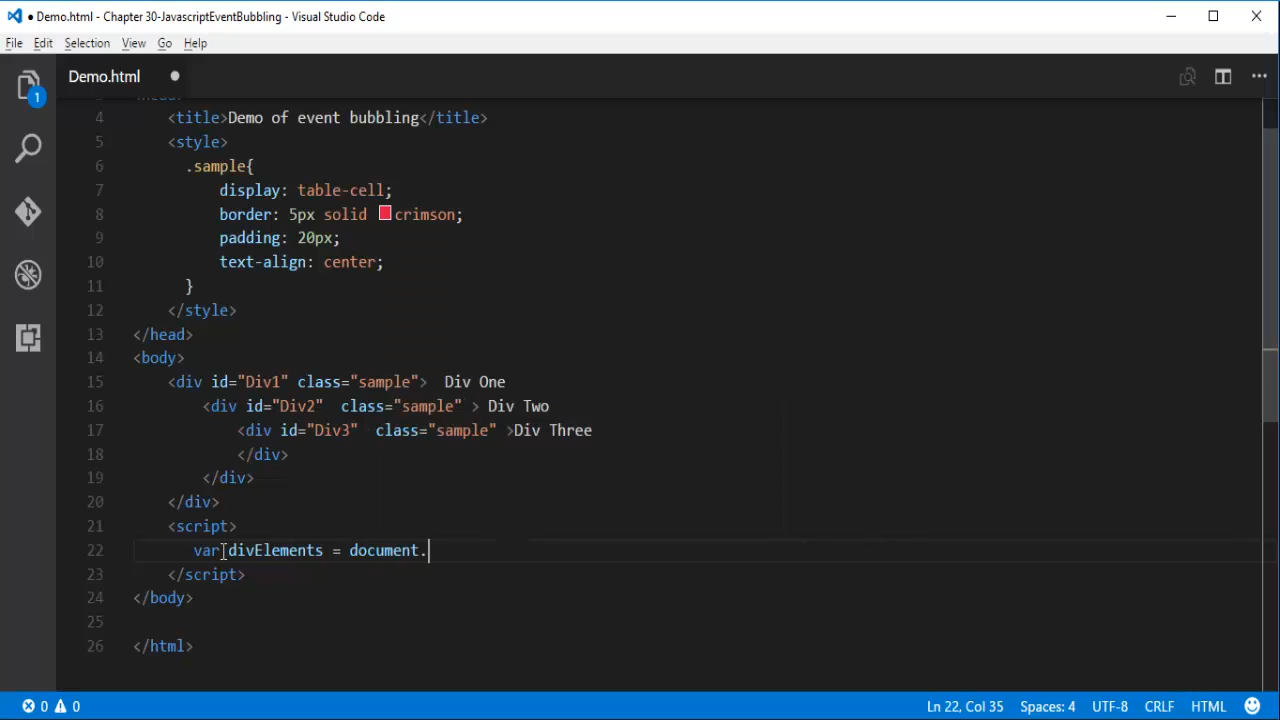 ● Demo.html - Chapter 30-JavascriptEventBubbling - Visual Studio Code
File Edit Selection View Go Help
Demo.html ●
1
4 <title>Demo of event bubbling</title>
5 <style>
6 .sample{
7 display: table-cell;
8 border: 5px solid crimson;
9 padding: 20px;
10 text-align: center;
11 }
12 </style>
13 </head>
14 <body>
15 <div id="Div1" class="sample"> Div One
16 <div id="Div2" class="sample" > Div Two
17 <div id="Div3" class="sample" >Div Three
18 </div>
19 </div>
20 </div>
21 <script>
22 var divElements = document.
23 </script>
24 </body>
25
26 </html>
0 0 Ln 22, Col 35 Spaces: 4 UTF-8 CRLF HTML